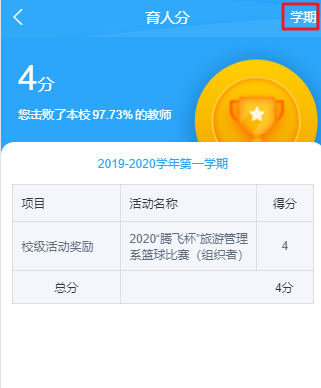 育人分 学期
4分
您击败了本校97.73%的教师
2019-2020学年第一学期
项目 活动名称 得分
校级活动奖励 2020“腾飞杯”旅游管理 4
系篮球比赛（组织者）
总分 4分